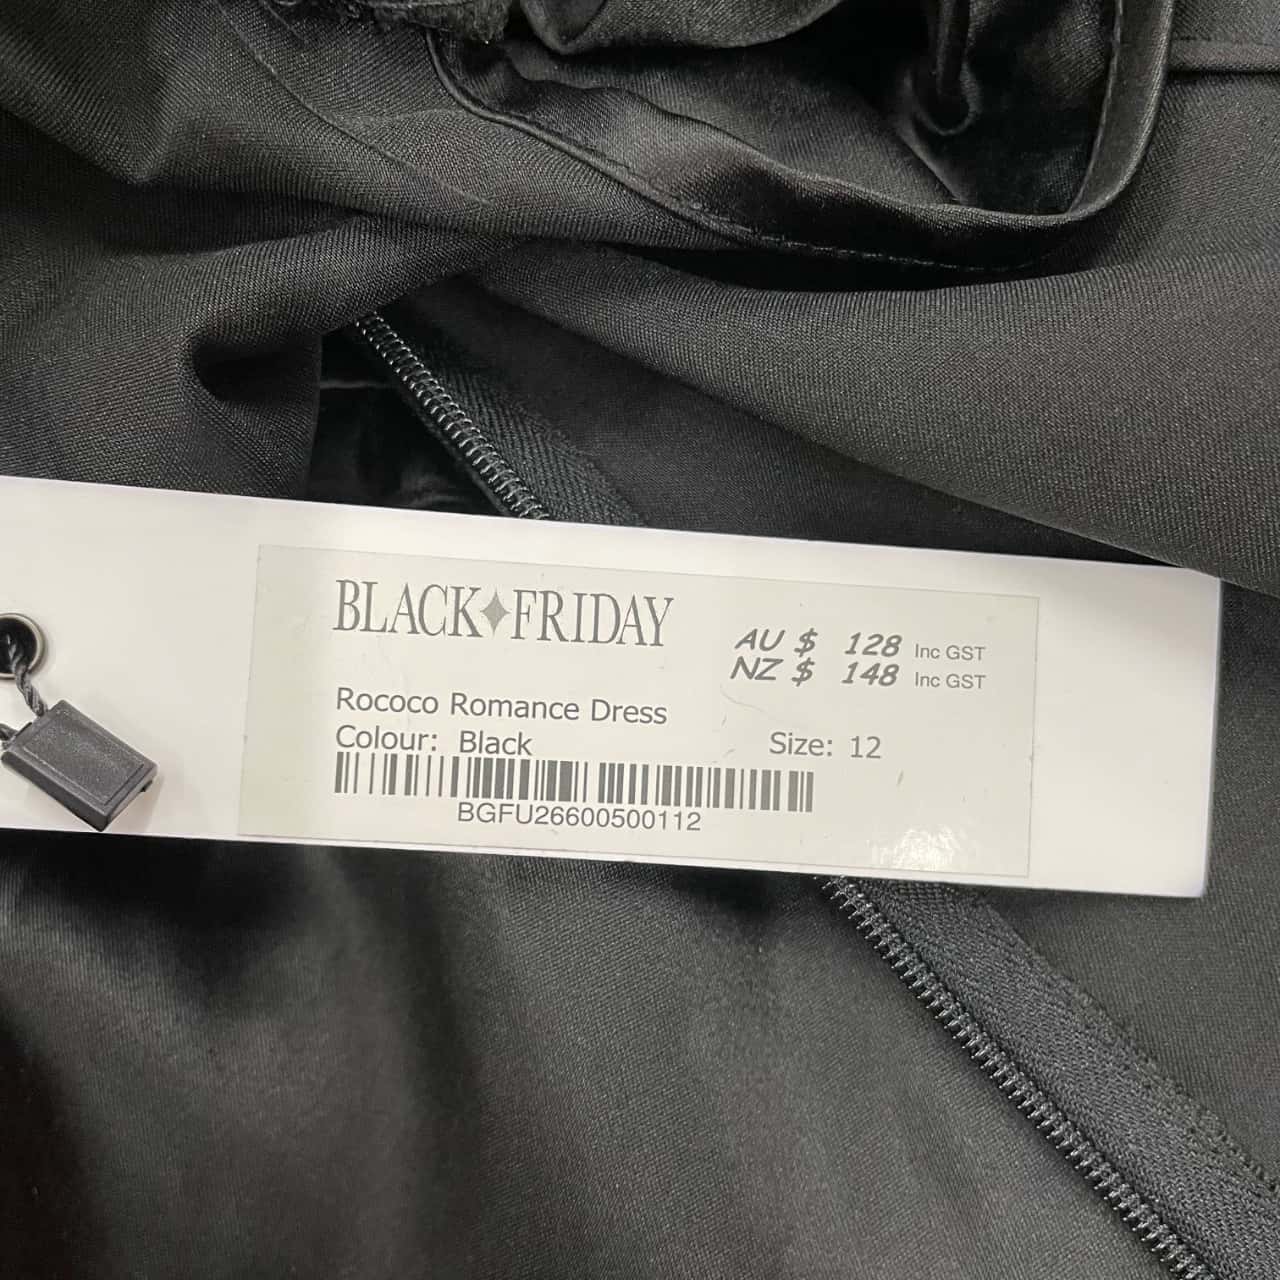 BLACK✦FRIDAY
AU $ 128 Inc GST
NZ $ 148 Inc GST
Rococo Romance Dress
Colour: Black Size: 12
BGFU26600500112